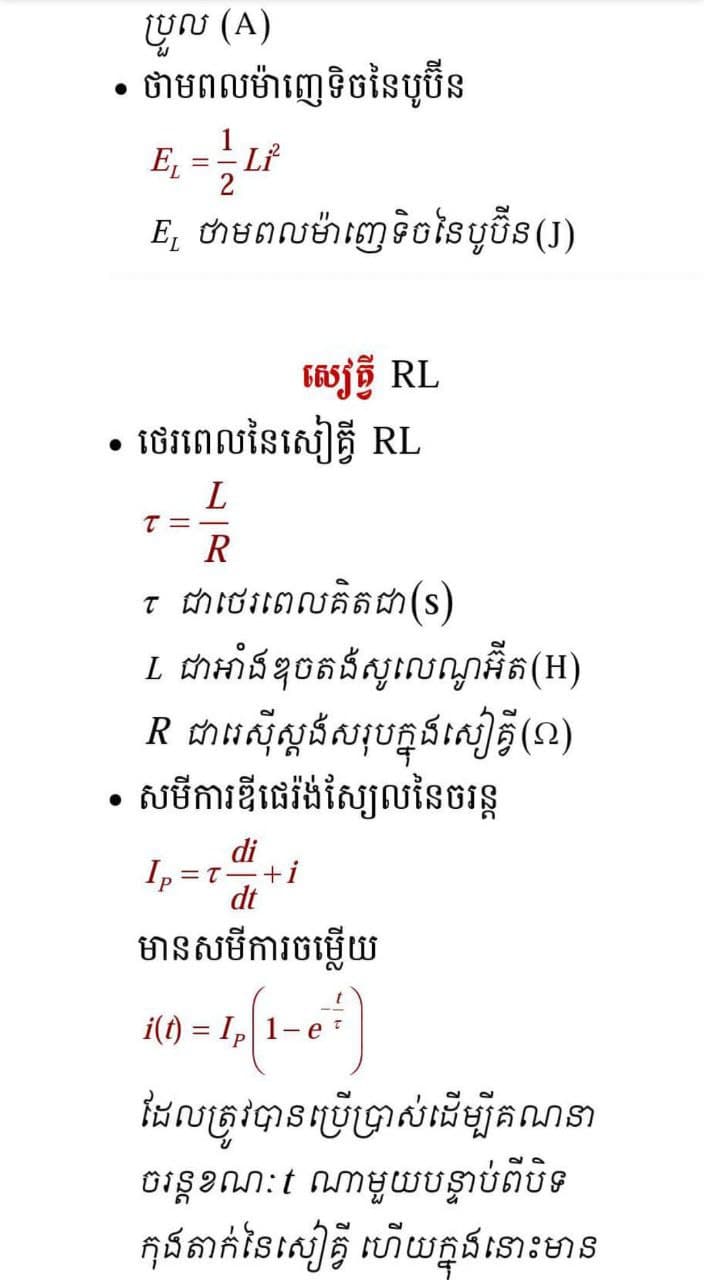 ប្រួល (A)
• ថាមពលម៉ាញេទិចនៃបូប៊ីន
E_L = \frac{1}{2} Li^2
E_L ថាមពលម៉ាញេទិចនៃបូប៊ីន(J)
សៀគ្វី RL
• ថេរពេលនៃសៀគ្វី RL
τ = \frac{L}{R}
τ ជាថេរពេលគិតជា(s)
L ជាអាំងឌុចតង់សូលេណូអ៊ីត(H)
R ជារេស៊ីស្តង់សរុបក្នុងសៀគ្វី(Ω)
• សមីការឌីផេរ៉ង់ស្យែលនៃចរន្ត
I_P = τ \frac{di}{dt} + i
មានសមីការចម្លើយ
i(t) = I_P \left( 1 - e^{-\frac{t}{τ}} \right)
ដែលត្រូវបានប្រើប្រាស់ដើម្បីគណនា
ចរន្តខណៈ t ណាមួយបន្ទាប់ពីបិទ
កុងតាក់នៃសៀគ្វី ហើយក្នុងនោះមាន